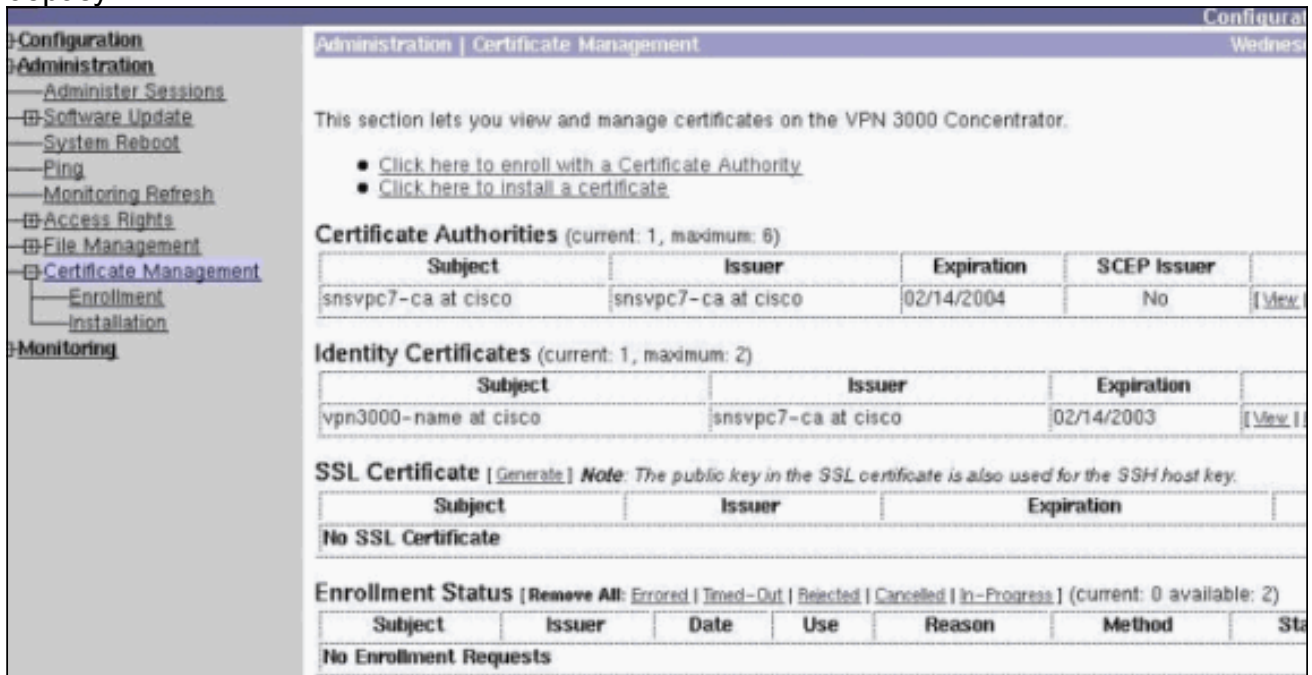 Configuration
Administration
Administer Sessions
Software Update
System Reboot
Ping
Monitoring Refresh
Access Rights
File Management
Certificate Management
Enrollment
Installation
Monitoring
Administration | Certificate Management
This section lets you view and manage certificates on the VPN 3000 Concentrator.
Click here to enroll with a Certificate Authority
Click here to install a certificate
Certificate Authorities (current: 1, maximum: 6)
Subject Issuer Expiration SCEP Issuer
snsvpc7-ca at cisco snsvpc7-ca at cisco 02/14/2004 No [ View
Identity Certificates (current: 1, maximum: 2)
Subject Issuer Expiration
vpn3000-name at cisco snsvpc7-ca at cisco 02/14/2003 [ View |
SSL Certificate [ Generate ] Note: The public key in the SSL certificate is also used for the SSH host key.
Subject Issuer Expiration
No SSL Certificate
Enrollment Status [ Remove All: Errored | Timed-Out | Rejected | Cancelled | In-Progress ] (current: 0 available: 2)
Subject Issuer Date Use Reason Method
No Enrollment Requests